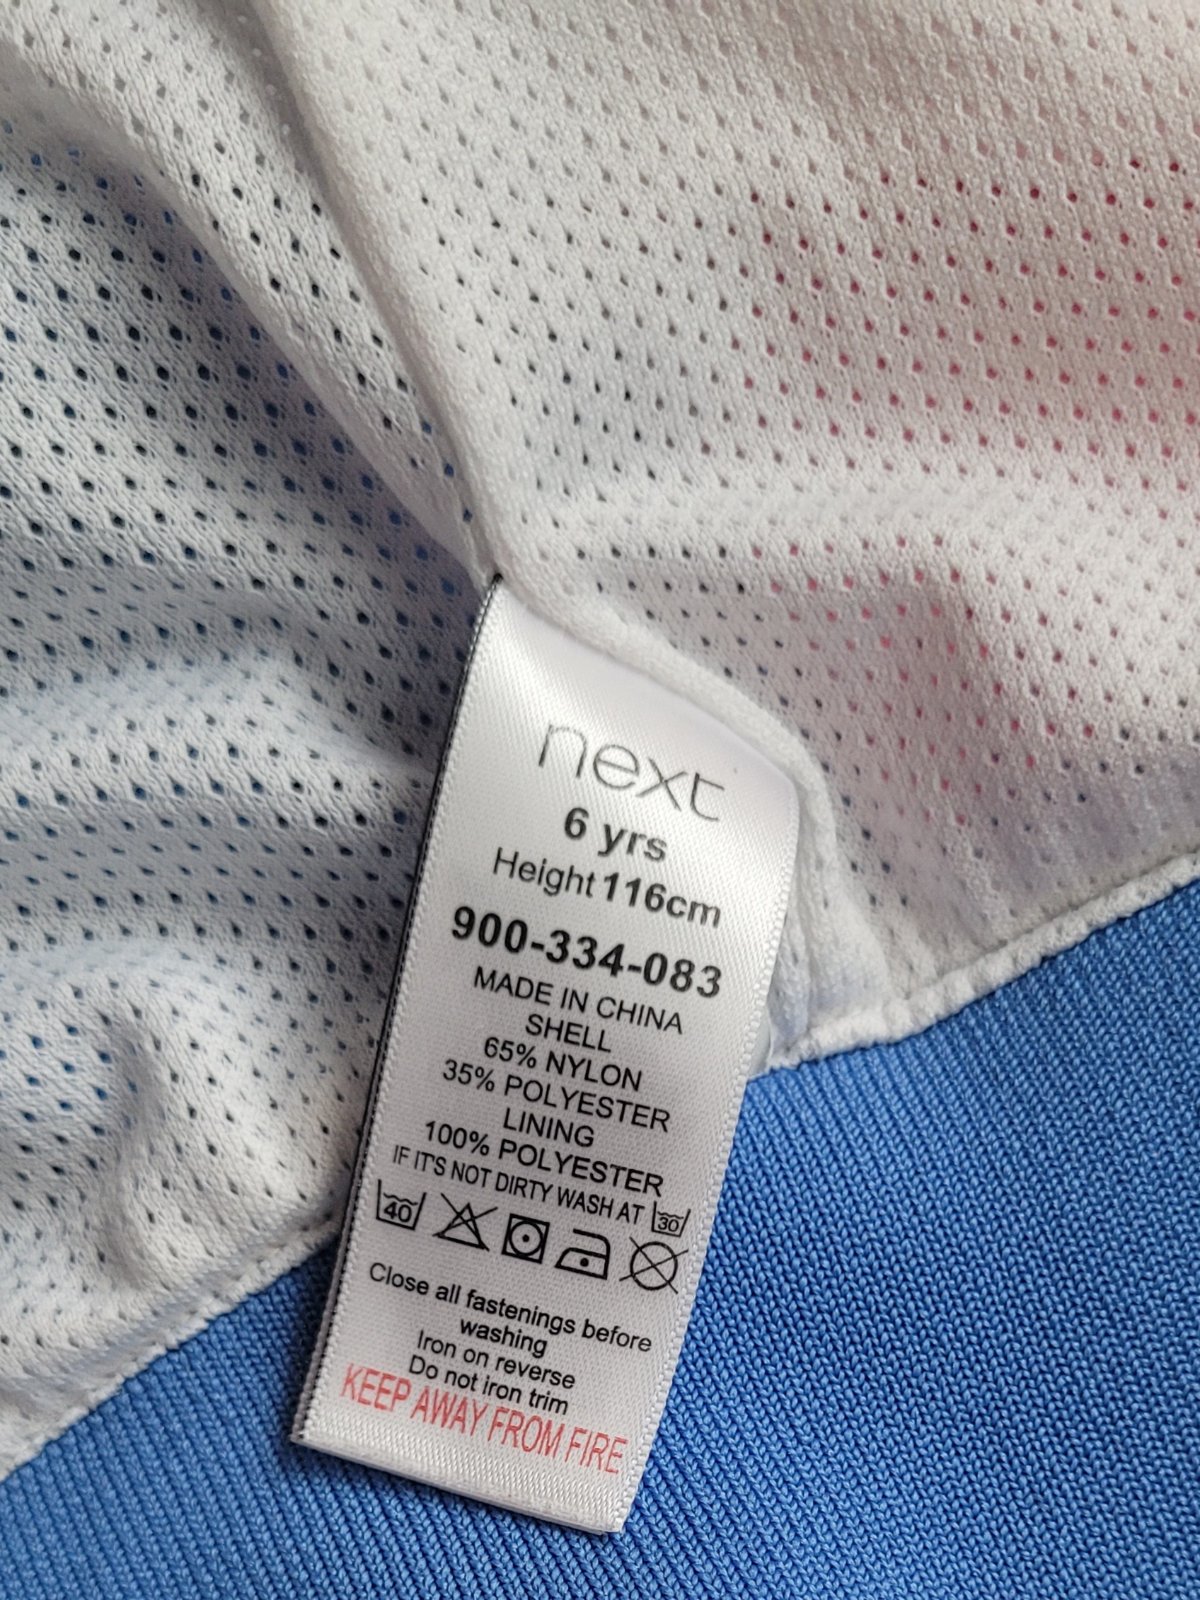 next
6 yrs
Height 116cm
900-334-083
MADE IN CHINA
SHELL
65% NYLON
35% POLYESTER
LINING
100% POLYESTER
IF IT'S NOT DIRTY WASH AT 30
40
Close all fastenings before
washing
Iron on reverse
Do not iron trim
KEEP AWAY FROM FIRE